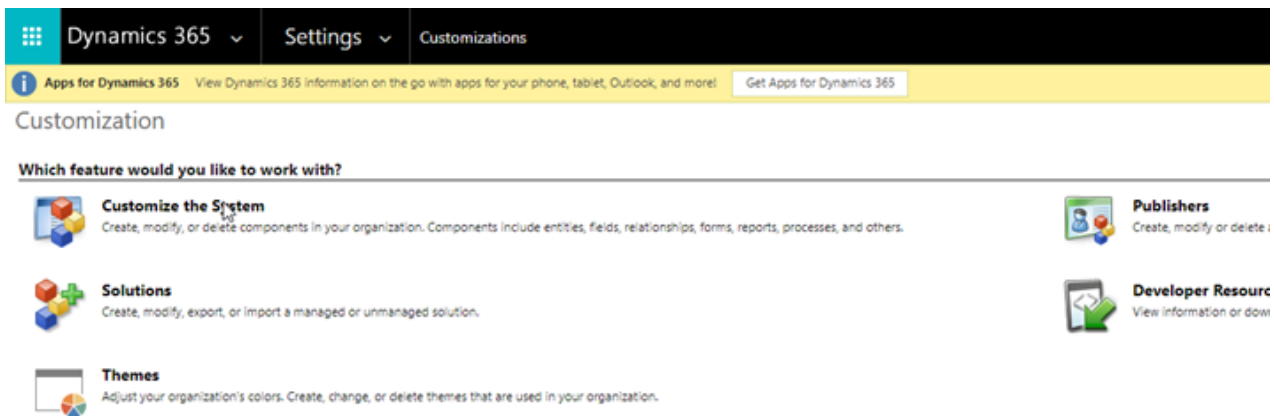 Dynamics 365 Settings Customizations
Apps for Dynamics 365 View Dynamics 365 information on the go with apps for your phone, tablet, Outlook, and more! Get Apps for Dynamics 365
Customization
Which feature would you like to work with?
Customize the System
Create, modify, or delete components in your organization. Components include entities, fields, relationships, forms, reports, processes, and others.
Publishers
Create, modify or delete
Solutions
Create, modify, export, or import a managed or unmanaged solution.
Developer Resourc
View information or dow
Themes
Adjust your organization's colors. Create, change, or delete themes that are used in your organization.